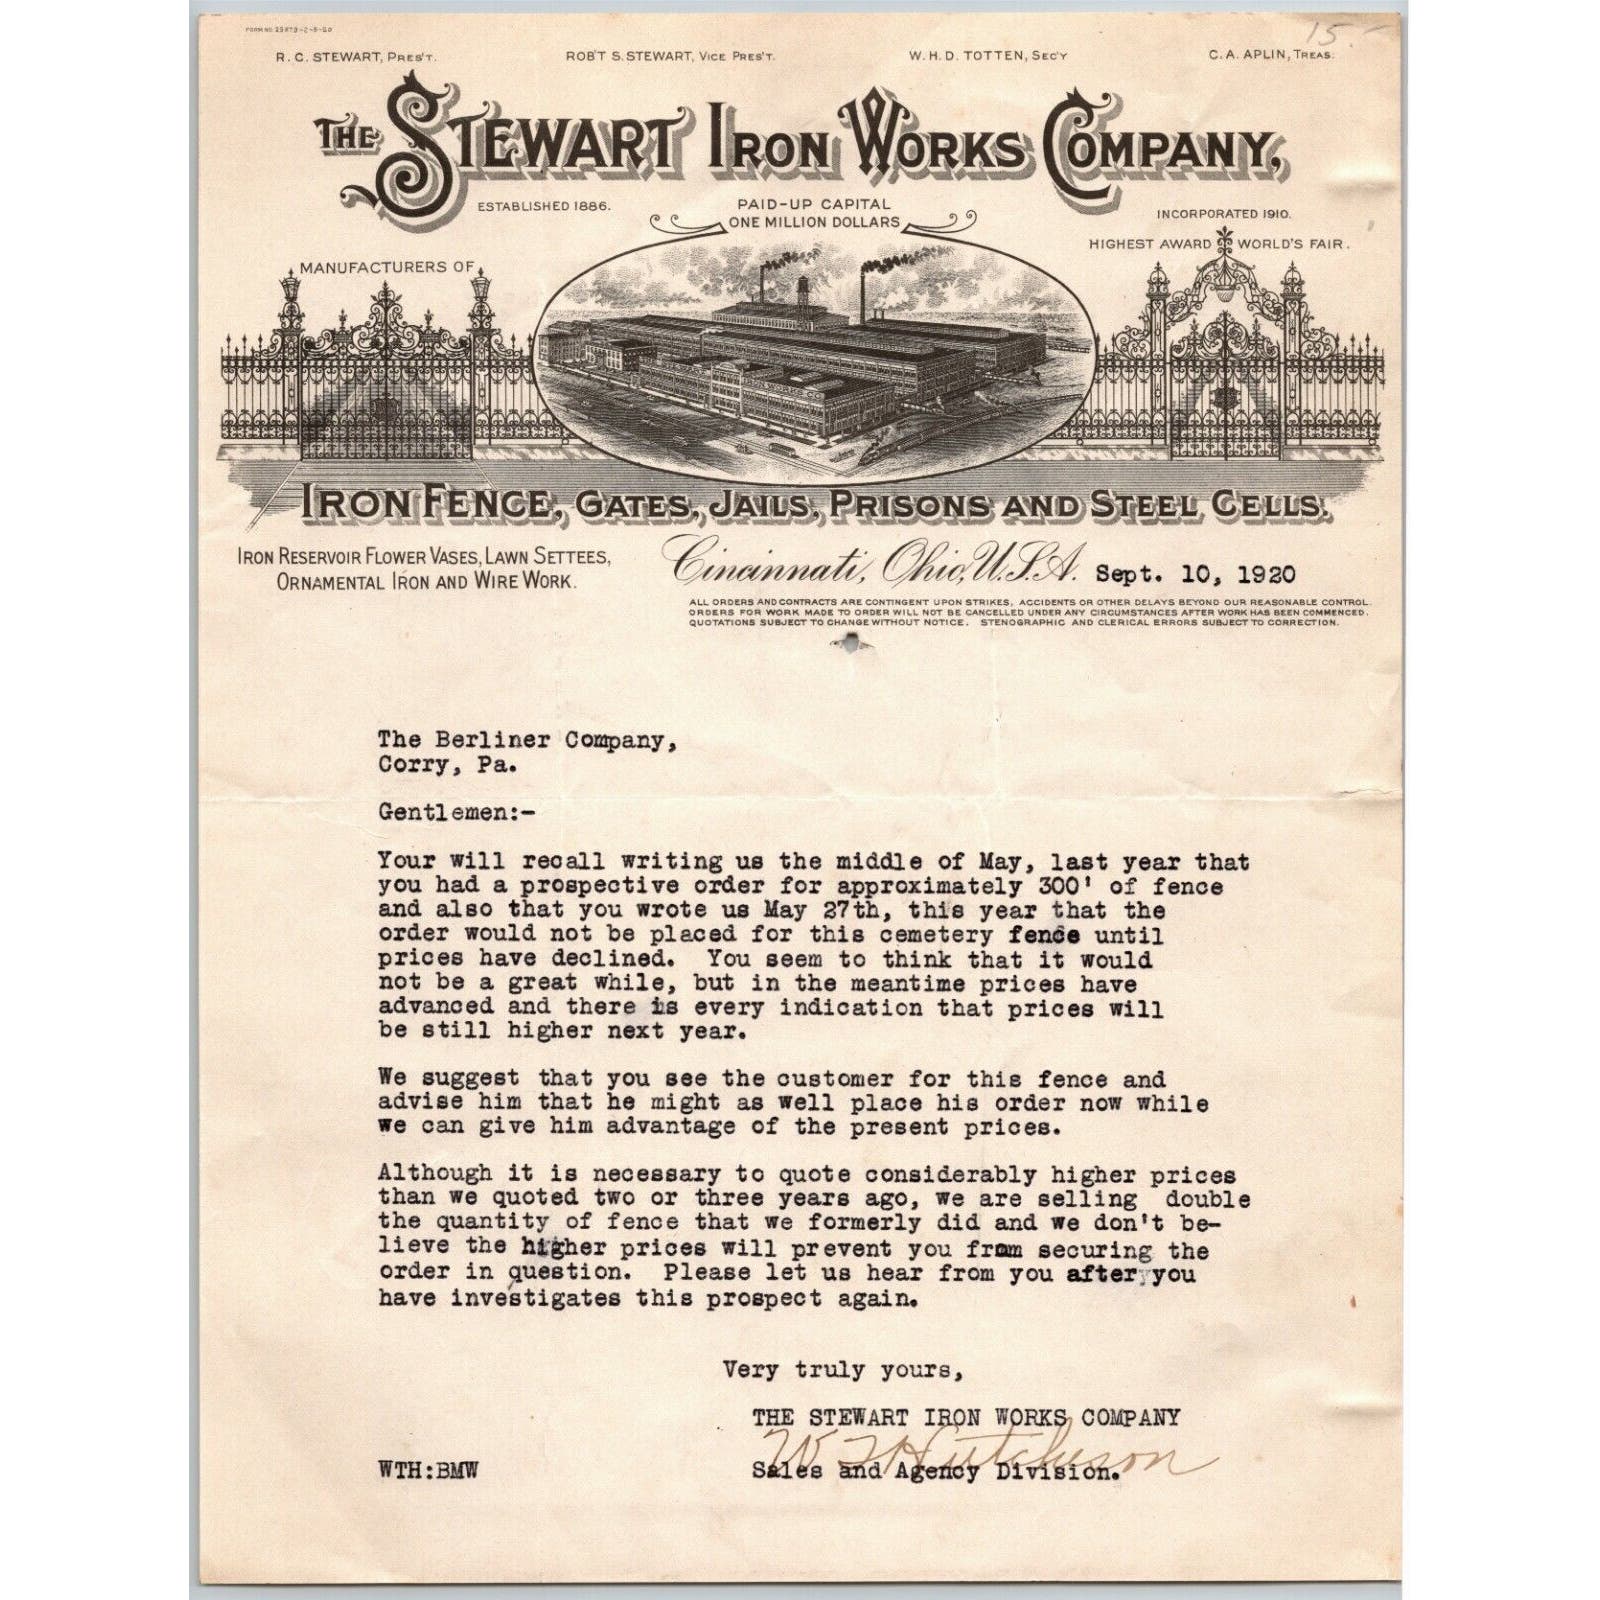 15.-
R. C. STEWART, PRES'T. ROB'T S. STEWART, VICE PRES'T. W. H. D. TOTTEN, SEC'Y C. A. APLIN, TREAS.
THE STEWART IRON WORKS COMPANY,
ESTABLISHED 1886. PAID-UP CAPITAL INCORPORATED 1910.
ONE MILLION DOLLARS
MANUFACTURERS OF HIGHEST AWARD WORLD'S FAIR.
IRON FENCE, GATES, JAILS, PRISONS AND STEEL CELLS.
IRON RESERVOIR FLOWER VASES, LAWN SETTEES,
ORNAMENTAL IRON AND WIRE WORK.
Cincinnati, Ohio, U.S.A. Sept. 10, 1920
ALL ORDERS AND CONTRACTS ARE CONTINGENT UPON STRIKES, ACCIDENTS OR OTHER DELAYS BEYOND OUR REASONABLE CONTROL.
ORDERS FOR WORK MADE TO ORDER WILL NOT BE CANCELLED UNDER ANY CIRCUMSTANCES AFTER WORK HAS BEEN COMMENCED.
QUOTATIONS SUBJECT TO CHANGE WITHOUT NOTICE. STENOGRAPHIC AND CLERICAL ERRORS SUBJECT TO CORRECTION.
The Berliner Company,
Corry, Pa.
Gentlemen:-
Your will recall writing us the middle of May, last year that
you had a prospective order for approximately 300' of fence
and also that you wrote us May 27th, this year that the
order would not be placed for this cemetery fence until
prices have declined. You seem to think that it would
not be a great while, but in the meantime prices have
advanced and there is every indication that prices will
be still higher next year.
We suggest that you see the customer for this fence and
advise him that he might as well place his order now while
we can give him advantage of the present prices.
Although it is necessary to quote considerably higher prices
than we quoted two or three years ago, we are selling double
the quantity of fence that we formerly did and we don't be-
lieve the higher prices will prevent you from securing the
order in question. Please let us hear from you after you
have investigates this prospect again.
Very truly yours,
THE STEWART IRON WORKS COMPANY
W T Hutcheson
WTH:BMW Sales and Agency Division.